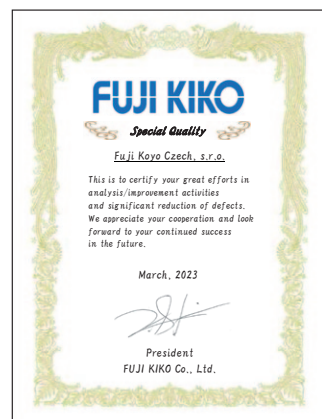 FUJI KIKO
Special Quality
Fuji Koyo Czech, s.r.o.
This is to certify your great efforts in
analysis/improvement activities
and significant reduction of defects.
We appreciate your cooperation and look
forward to your continued success
in the future.
March, 2023
President
FUJI KIKO Co., Ltd.